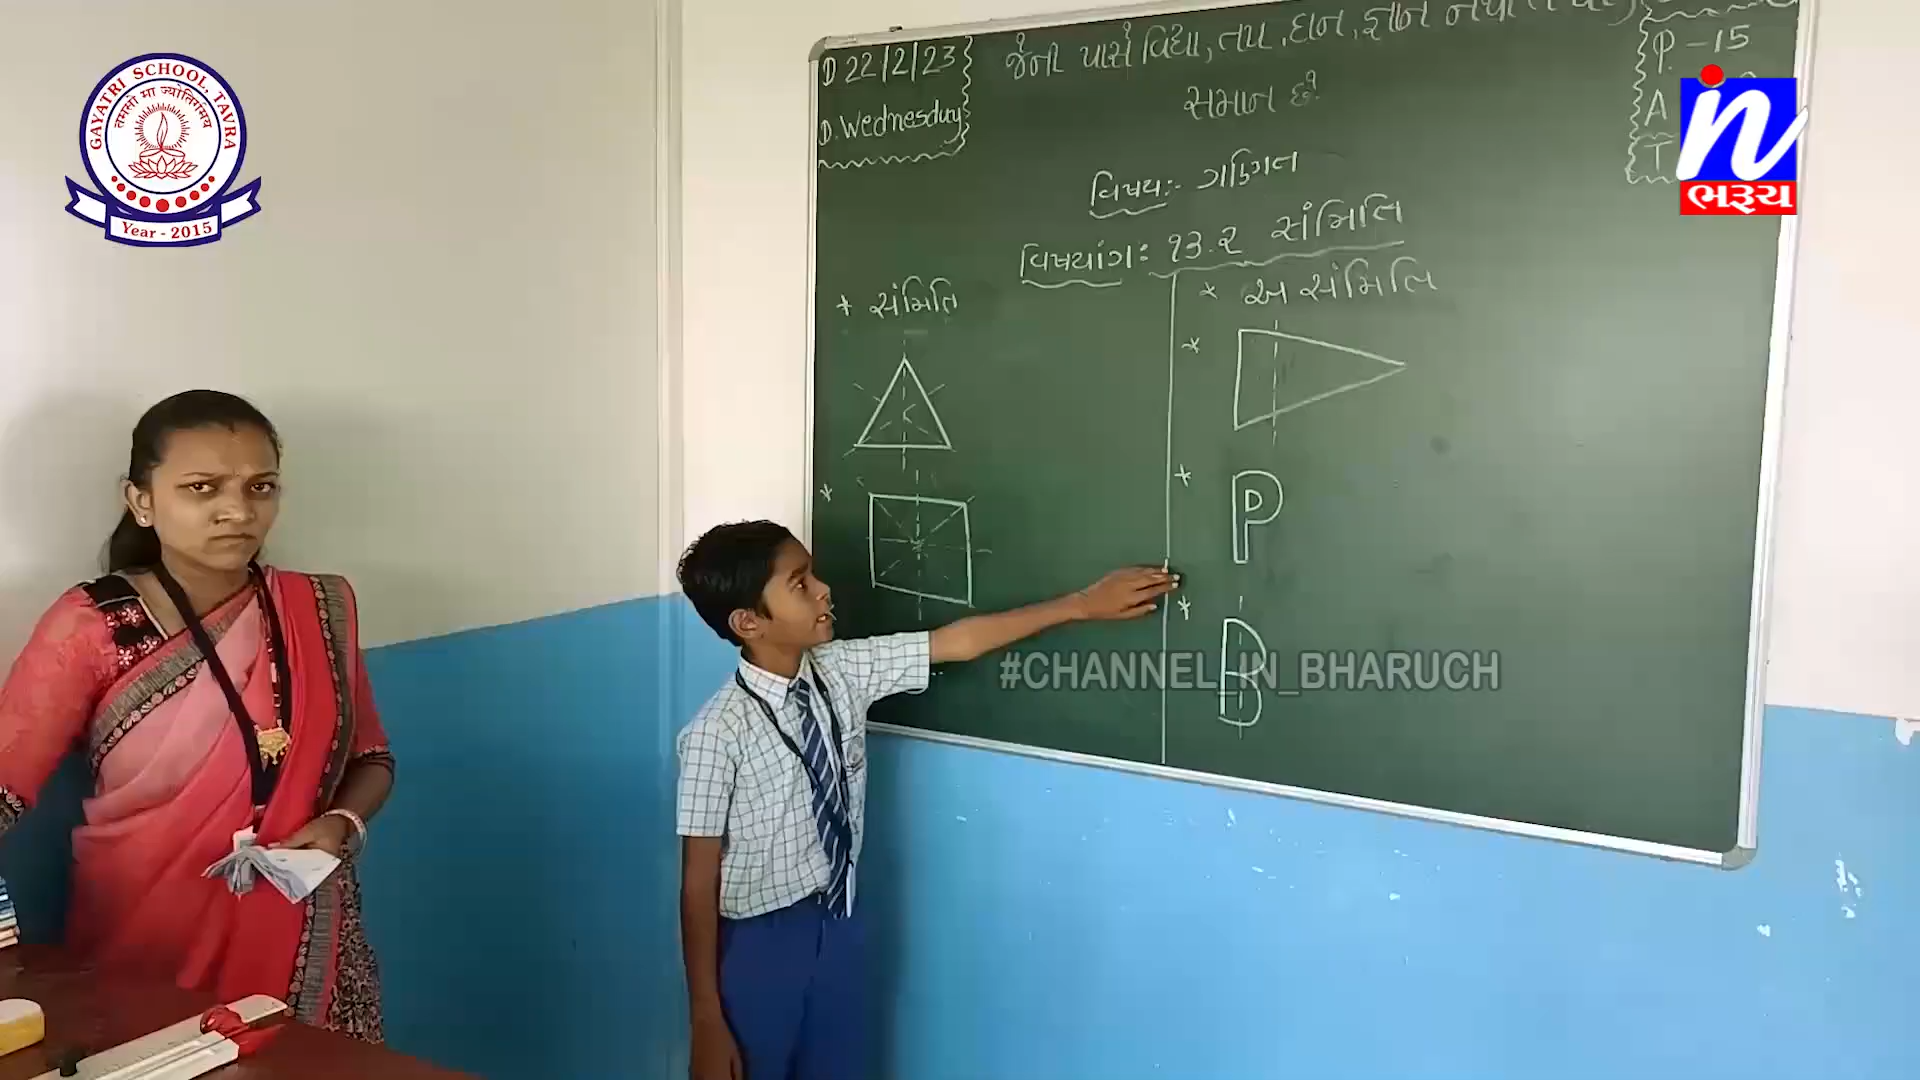 GAYATRI SCHOOL, TAVRA
तमसो मा ज्योतिर्गमय
Year - 2015
D 22/2/23
D. Wednesday
જેની પાસે વિદ્યા, તપ, દાન, જ્ઞાન
સમાન છે.
P. - 15
A
T
in
ભરૂચ
વિષય:- ગણિત
વિષયાંગ: ૧૩.૨ સંમિતિ
* સંમિતિ
* અસંમિતિ
*
*
* P
* B
#CHANNEL_IN_BHARUCH